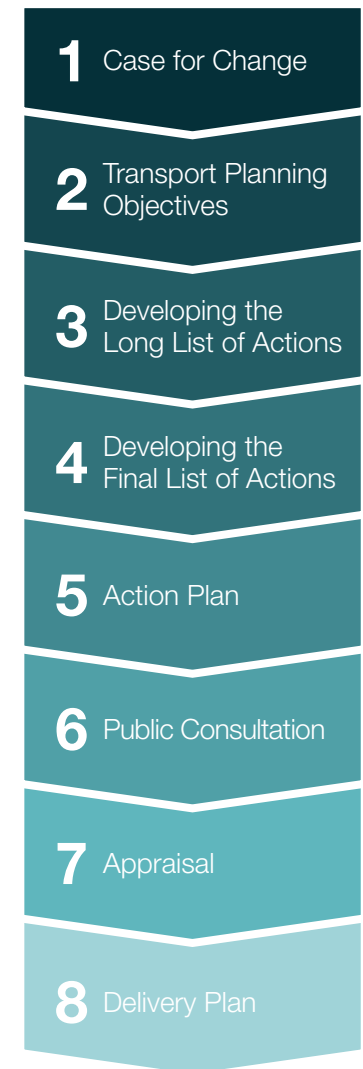 1 Case for Change
2 Transport Planning
Objectives
3 Developing the
Long List of Actions
4 Developing the
Final List of Actions
5 Action Plan
6 Public Consultation
7 Appraisal
8 Delivery Plan